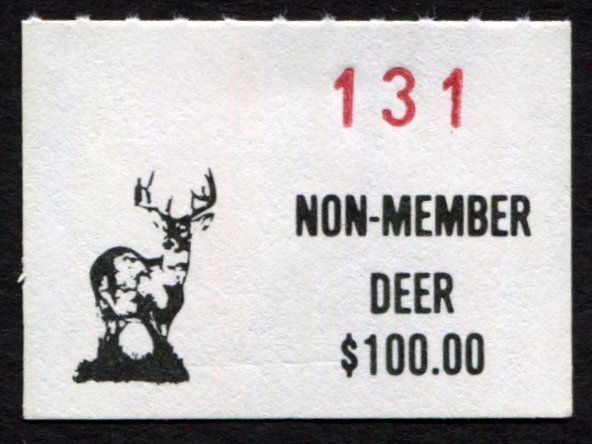 131
NON-MEMBER
DEER
$100.00